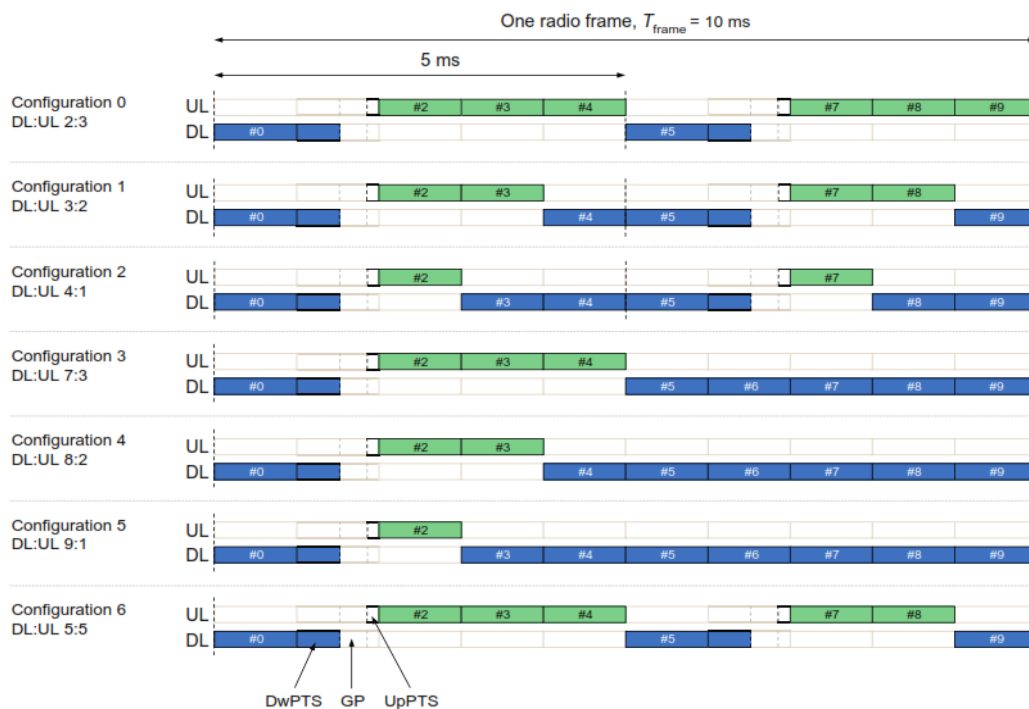 One radio frame, Tframe = 10 ms
5 ms
Configuration 0
DL:UL 2:3
UL #2 #3 #4 #7 #8 #9
DL #0 #5
Configuration 1
DL:UL 3:2
UL #2 #3 #7 #8
DL #0 #4 #5 #9
Configuration 2
DL:UL 4:1
UL #2 #7
DL #0 #3 #4 #5 #8 #9
Configuration 3
DL:UL 7:3
UL #2 #3 #4
DL #0 #5 #6 #7 #8 #9
Configuration 4
DL:UL 8:2
UL #2 #3
DL #0 #4 #5 #6 #7 #8 #9
Configuration 5
DL:UL 9:1
UL #2
DL #0 #3 #4 #5 #6 #7 #8 #9
Configuration 6
DL:UL 5:5
UL #2 #3 #4 #7 #8
DL #0 #5 #9
DwPTS GP UpPTS